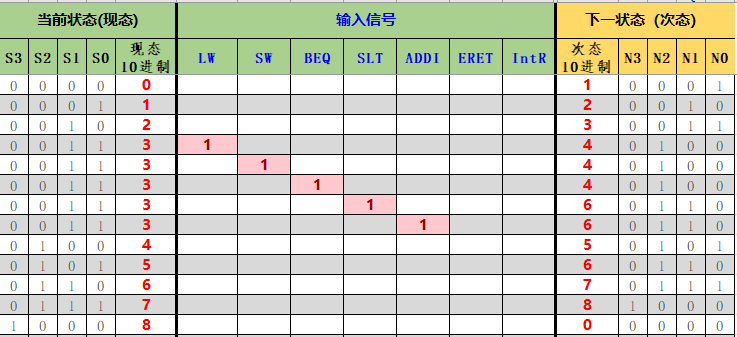 当前状态(现态) 输入信号 下一状态 (次态)
S3 S2 S1 S0 现态 10进制 LW SW BEQ SLT ADDI ERET IntR 次态 10进制 N3 N2 N1 N0
0 0 0 0 0 1 0 0 0 1
0 0 0 1 1 2 0 0 1 0
0 0 1 0 2 3 0 0 1 1
0 0 1 1 3 1 4 0 1 0 0
0 0 1 1 3 1 4 0 1 0 0
0 0 1 1 3 1 4 0 1 0 0
0 0 1 1 3 1 6 0 1 1 0
0 0 1 1 3 1 6 0 1 1 0
0 1 0 0 4 5 0 1 0 1
0 1 0 1 5 6 0 1 1 0
0 1 1 0 6 7 0 1 1 1
0 1 1 1 7 8 1 0 0 0
1 0 0 0 8 0 0 0 0 0